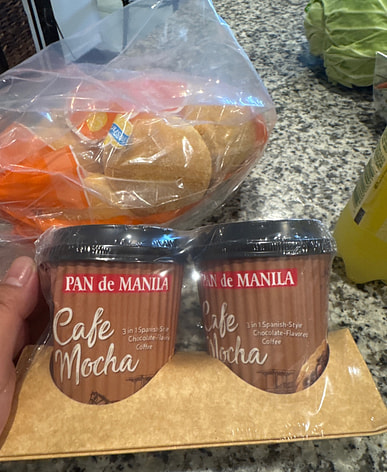 PAN de MANILA
Cafe
Mocha
3 in 1 Spanish-Style
Chocolate-Flavored
Coffee
PAN de MANILA
Cafe
Mocha
3 in 1 Spanish-Style
Chocolate-Flavored
Coffee